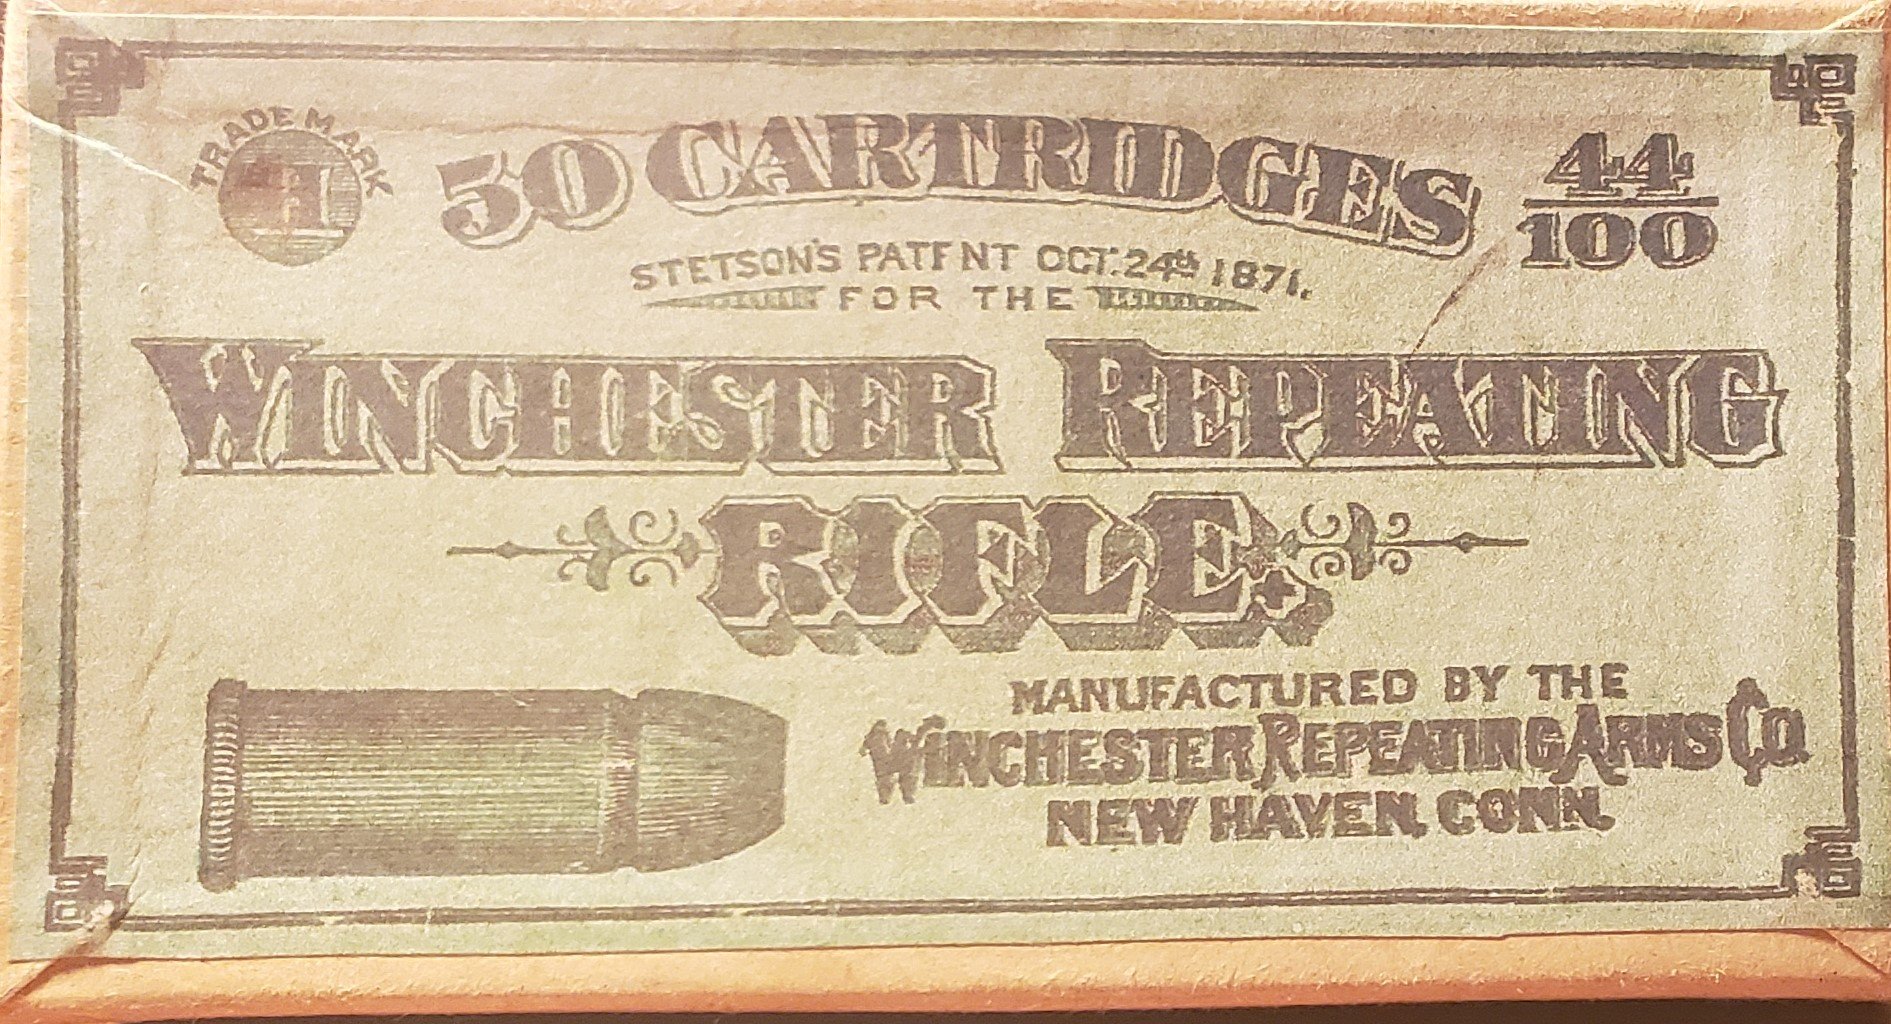 TRADE MARK
H
50 CARTRIDGES 44/100
STETSON'S PATENT OCT. 24th 1871.
FOR THE
WINCHESTER REPEATING
RIFLE.
MANUFACTURED BY THE
WINCHESTER REPEATING ARMS CO.
NEW HAVEN, CONN.